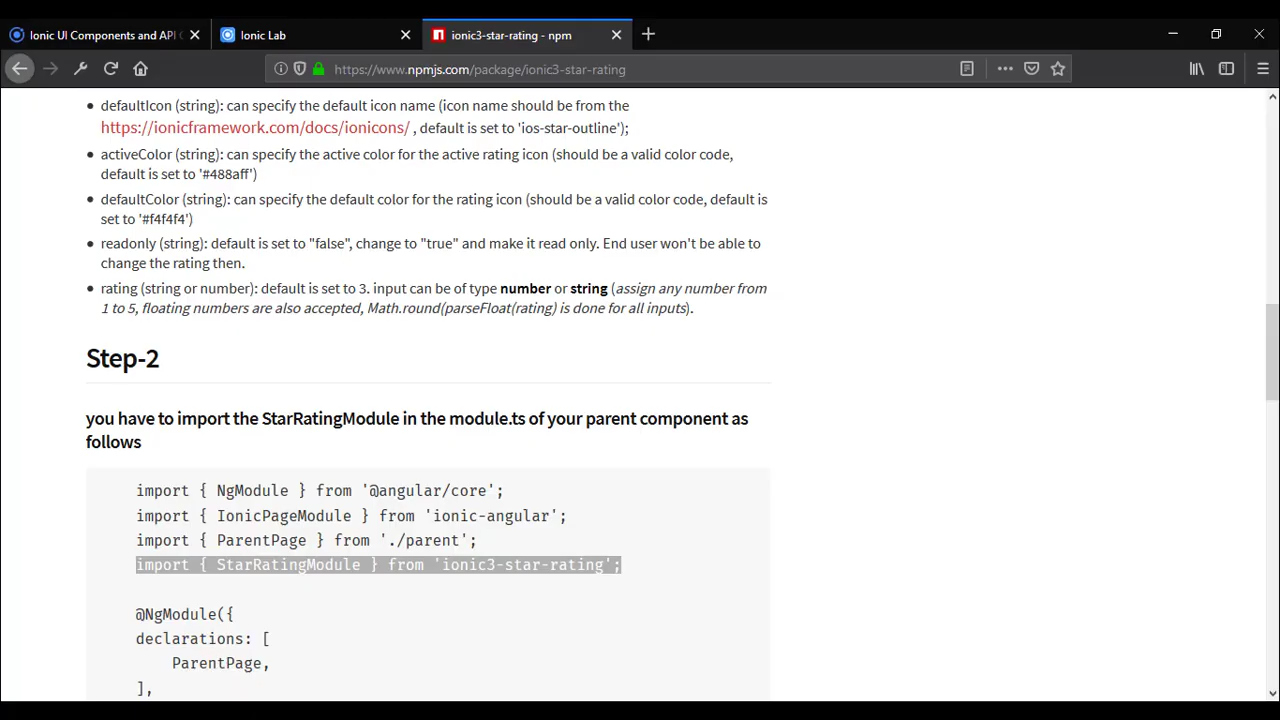 Ionic UI Components and API
Ionic Lab
ionic3-star-rating - npm
https://www.npmjs.com/package/ionic3-star-rating
defaultIcon (string): can specify the default icon name (icon name should be from the
https://ionicframework.com/docs/ionicons/ , default is set to 'ios-star-outline');
activeColor (string): can specify the active color for the active rating icon (should be a valid color code,
default is set to '#488aff')
defaultColor (string): can specify the default color for the rating icon (should be a valid color code, default is
set to '#f4f4f4')
readonly (string): default is set to "false", change to "true" and make it read only. End user won't be able to
change the rating then.
rating (string or number): default is set to 3. input can be of type number or string (assign any number from
1 to 5, floating numbers are also accepted, Math.round(parseFloat(rating) is done for all inputs).
Step-2
you have to import the StarRatingModule in the module.ts of your parent component as
follows
import { NgModule } from '@angular/core';
import { IonicPageModule } from 'ionic-angular';
import { ParentPage } from './parent';
import { StarRatingModule } from 'ionic3-star-rating';
@NgModule({
declarations: [
ParentPage,
],